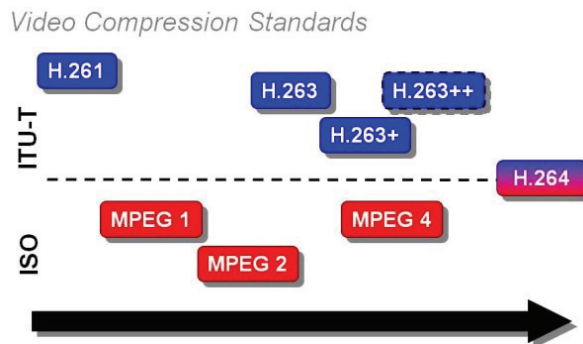 Video Compression Standards
H.261
H.263
H.263++
H.263+
ITU-T
H.264
MPEG 1
MPEG 4
MPEG 2
ISO